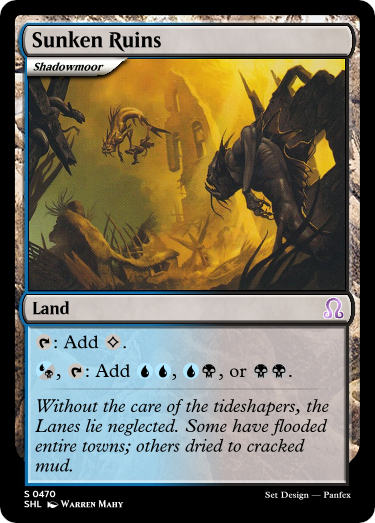 Sunken Ruins
Shadowmoor
Land
: Add .
, : Add , , or .
Without the care of the tideshapers, the
Lanes lie neglected. Some have flooded
entire towns; others dried to cracked
mud.
S 0470
SHL Warren Mahy
Set Design — Panfex